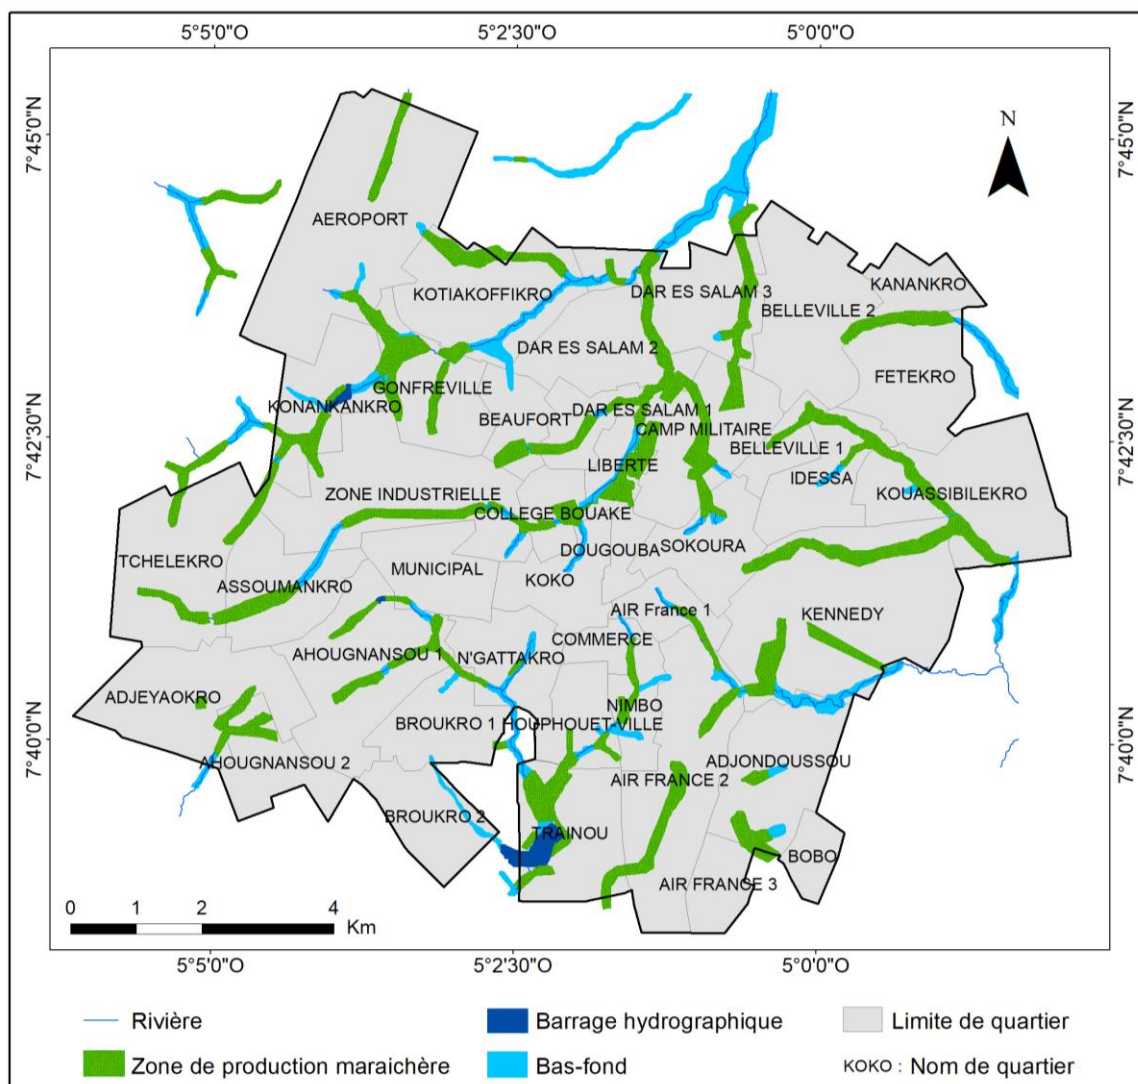 5°5'0"O 5°2'30"O 5°0'0"O
7°45'0"N 7°45'0"N
N
AEROPORT
KANANKRO
KOTIAKOFFIKRO
DAR ES SALAM 3
BELLEVILLE 2
DAR ES SALAM 2
FETEKRO
GONFREVILLE
KONANKANKRO
BEAUFORT
DAR ES SALAM 1
CAMP MILITAIRE
7°42'30"N 7°42'30"N
BELLEVILLE 1
LIBERTE
IDESSA
ZONE INDUSTRIELLE
KOUASSIBILEKRO
COLLEGE BOUAKE
DOUGOUBA
SOKOURA
TCHELEKRO
MUNICIPAL
KOKO
ASSOUMANKRO
AIR France 1
KENNEDY
COMMERCE
AHOUGNANSOU 1
N'GATTAKRO
ADJEYAOKRO
NIMBO
BROUKRO 1
HOUPHOUET-VILLE
7°40'0"N 7°40'0"N
AHOUGNANSOU 2
ADJONDOUSSOU
AIR FRANCE 2
BROUKRO 2
TRAINOU
BOBO
AIR FRANCE 3
0 1 2 4
Km
5°5'0"O 5°2'30"O 5°0'0"O
Rivière Barrage hydrographique Limite de quartier
Zone de production maraichère Bas-fond KOKO : Nom de quartier